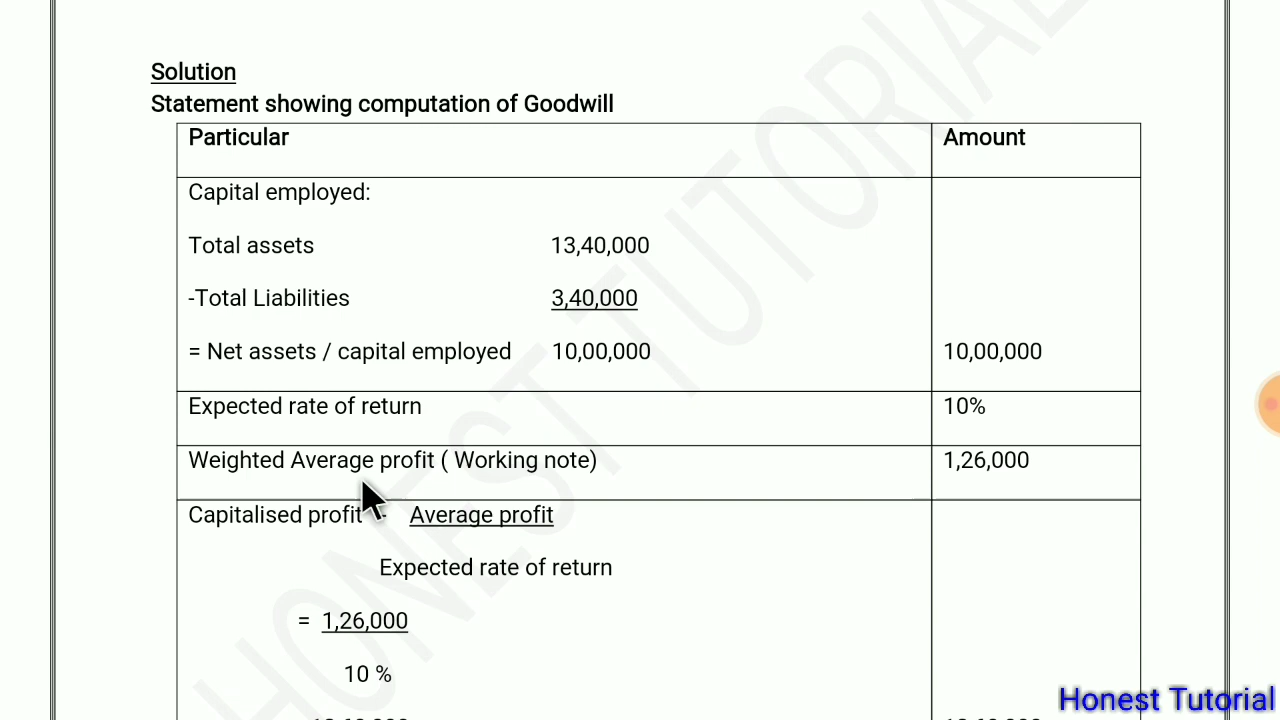 Solution
Statement showing computation of Goodwill
Particular Amount
Capital employed:
Total assets 13,40,000
-Total Liabilities 3,40,000
= Net assets / capital employed 10,00,000 10,00,000
Expected rate of return 10%
Weighted Average profit ( Working note) 1,26,000
Capitalised profit - Average profit
Expected rate of return
= 1,26,000
10 %
HONEST TUTORIAL
Honest Tutorial